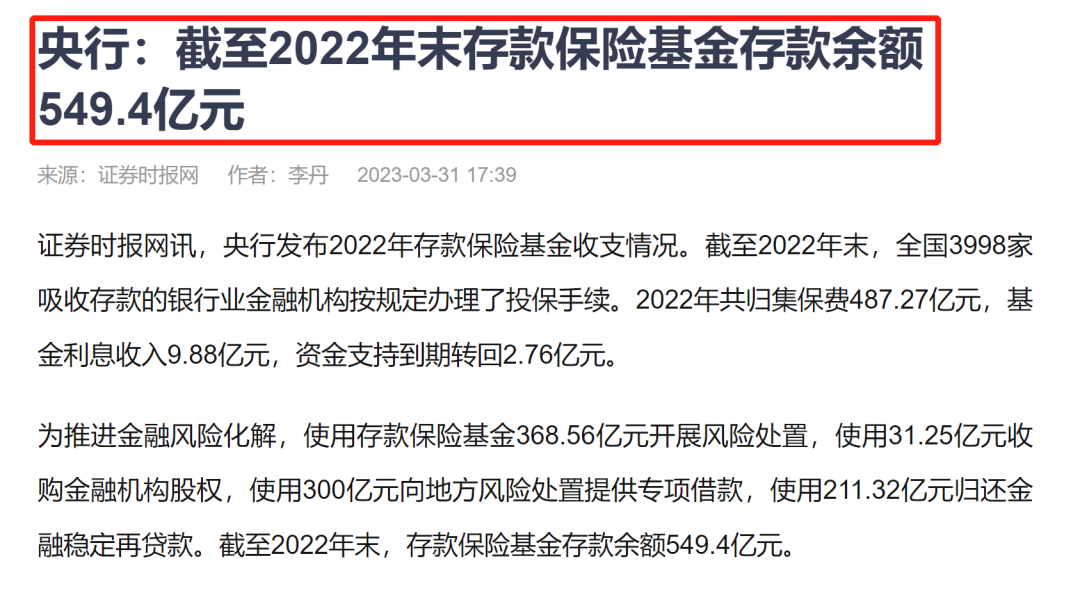 央行：截至2022年末存款保险基金存款余额
549.4亿元
来源：证券时报网 作者：李丹 2023-03-31 17:39
证券时报网讯，央行发布2022年存款保险基金收支情况。截至2022年末，全国3998家
吸收存款的银行业金融机构按规定办理了投保手续。2022年共归集保费487.27亿元，基
金利息收入9.88亿元，资金支持到期转回2.76亿元。
为推进金融风险化解，使用存款保险基金368.56亿元开展风险处置，使用31.25亿元收
购金融机构股权，使用300亿元向地方风险处置提供专项借款，使用211.32亿元归还金
融稳定再贷款。截至2022年末，存款保险基金存款余额549.4亿元。